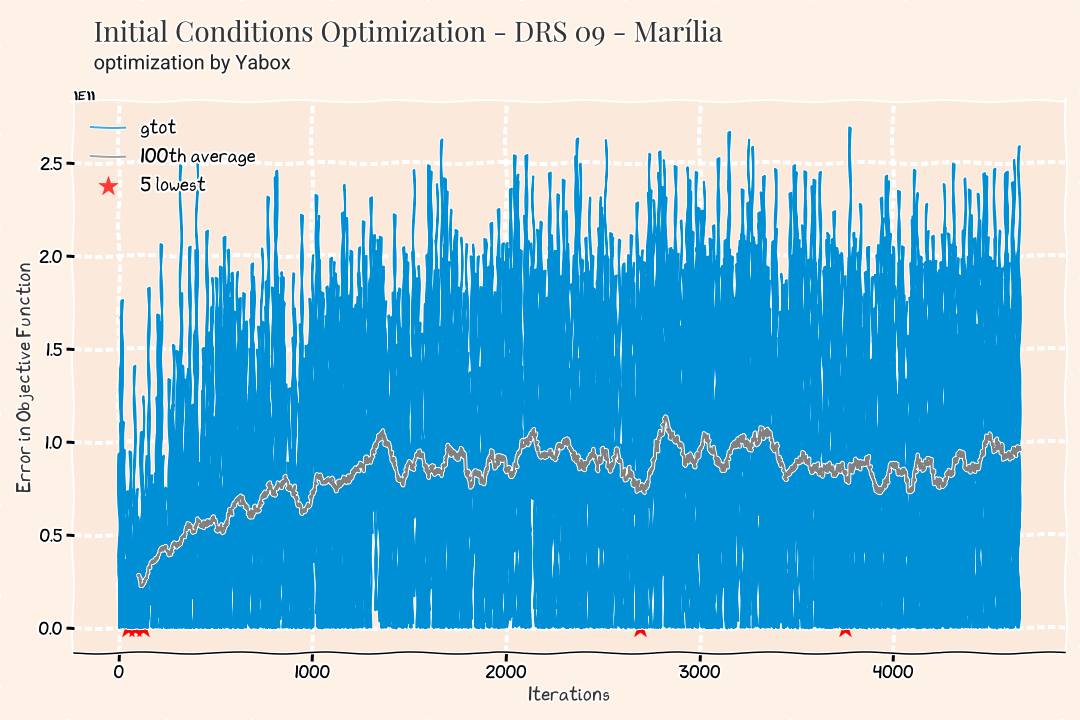 Initial Conditions Optimization - DRS 09 - Marília
optimization by Yabox
1E11
gtot
100th average
5 lowest
2.5
2.0
1.5
1.0
0.5
0.0
Error in Objective Function
0 1000 2000 3000 4000
Iterations